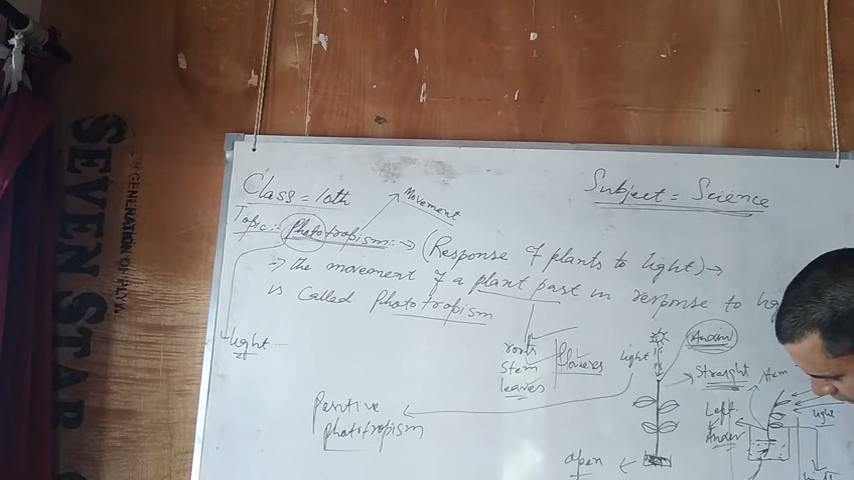 SEVEN STAR
GENERATION OF PLY
Class = 10th
Subject = Science
Movement
Topic:- Phototropism:→ (Response of plants to light)→
→ The movement of a plant part in response to
is called Phototropism
light
roots
stem
leaves
flowers
light
Auxin
straight
stem
Left
light
Positive
phototropism
open